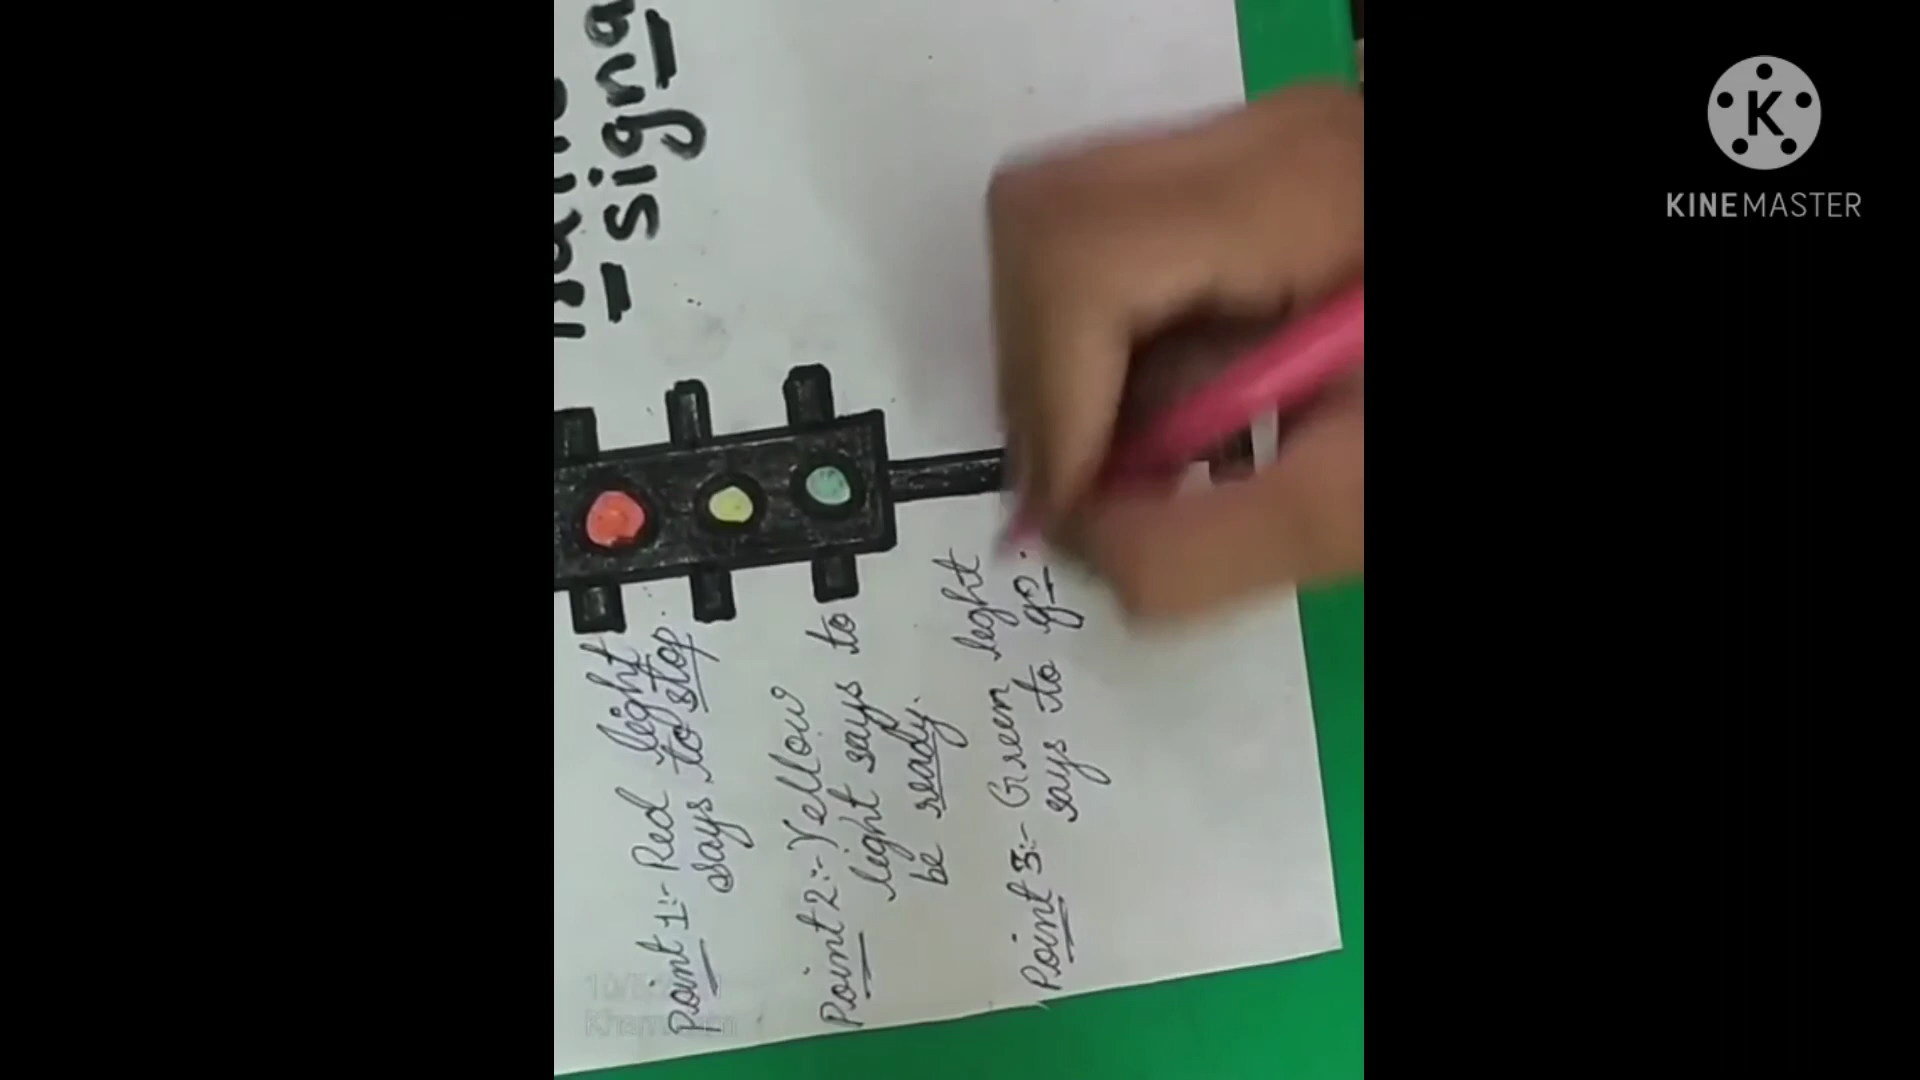 - signa
Point 1:- Red light
says to stop.
Point 2:- Yellow
light says to
be ready.
Point 3:- Green leght
says to go.
KINEMASTER